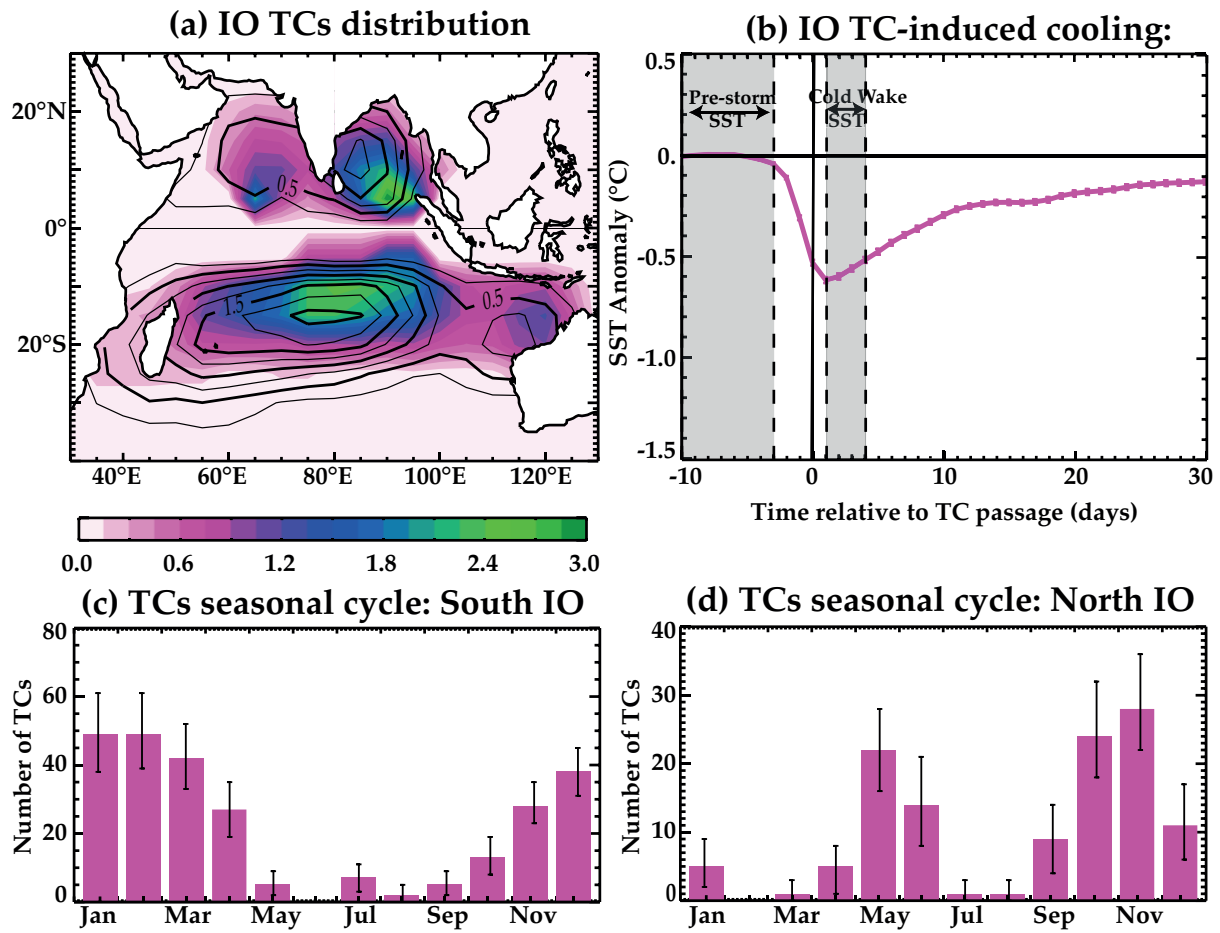 (a) IO TCs distribution
20°N
0°
20°S
40°E 60°E 80°E 100°E 120°E
0.5
0.5
1.5
0.0 0.6 1.2 1.8 2.4 3.0
(b) IO TC-induced cooling:
Pre-storm
SST
Cold Wake
SST
SST Anomaly (°C)
0.5
0.
-0.5
-1.0
-1.5
-10 0 10 20 30
Time relative to TC passage (days)
(c) TCs seasonal cycle: South IO
Number of TCs
80
60
40
20
0
Jan Mar May Jul Sep Nov
(d) TCs seasonal cycle: North IO
Number of TCs
40
30
20
10
0
Jan Mar May Jul Sep Nov